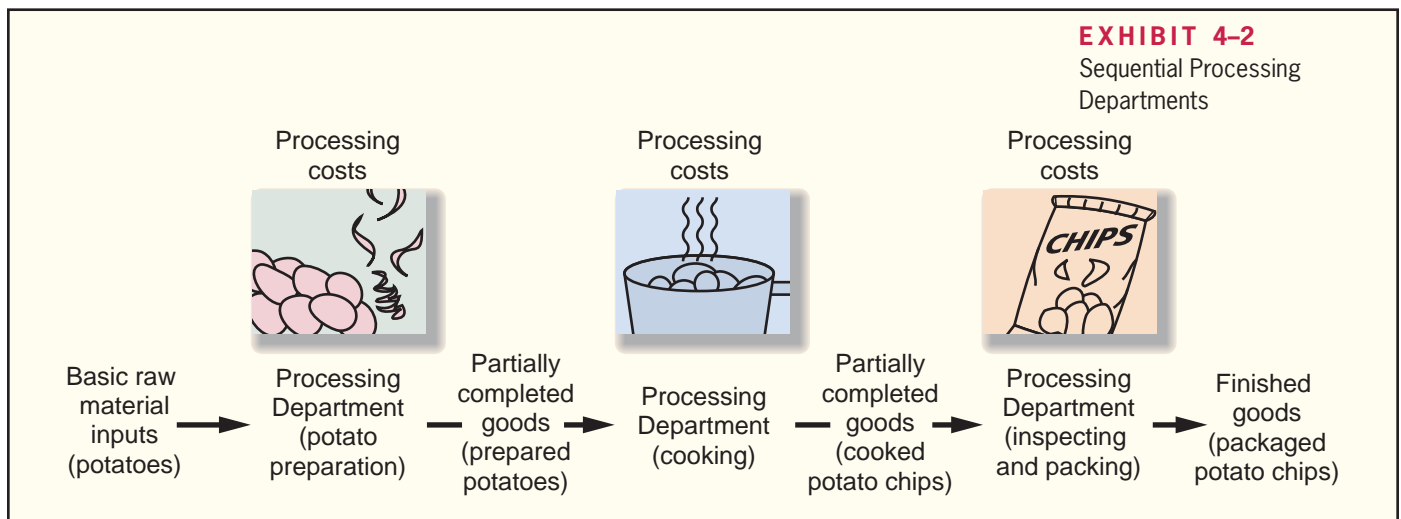 EXHIBIT 4–2
Sequential Processing
Departments
Processing
costs
Processing
costs
Processing
costs
CHIPS
Basic raw
material
inputs
(potatoes)
Processing
Department
(potato
preparation)
Partially
completed
goods
(prepared
potatoes)
Processing
Department
(cooking)
Partially
completed
goods
(cooked
potato chips)
Processing
Department
(inspecting
and packing)
Finished
goods
(packaged
potato chips)